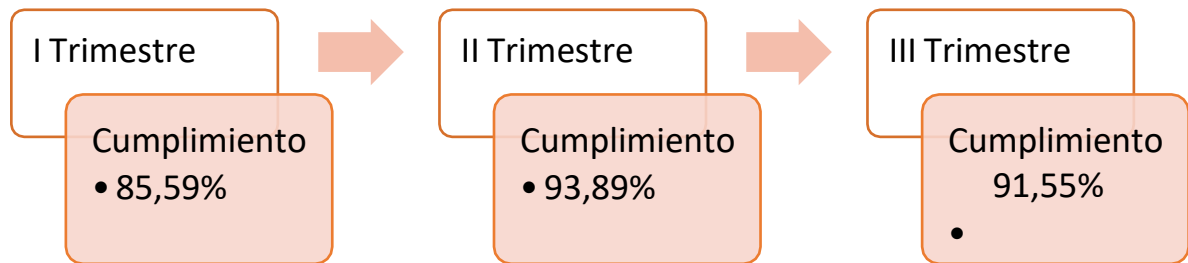 I Trimestre
Cumplimiento
• 85,59%
II Trimestre
Cumplimiento
• 93,89%
III Trimestre
Cumplimiento
91,55%
•